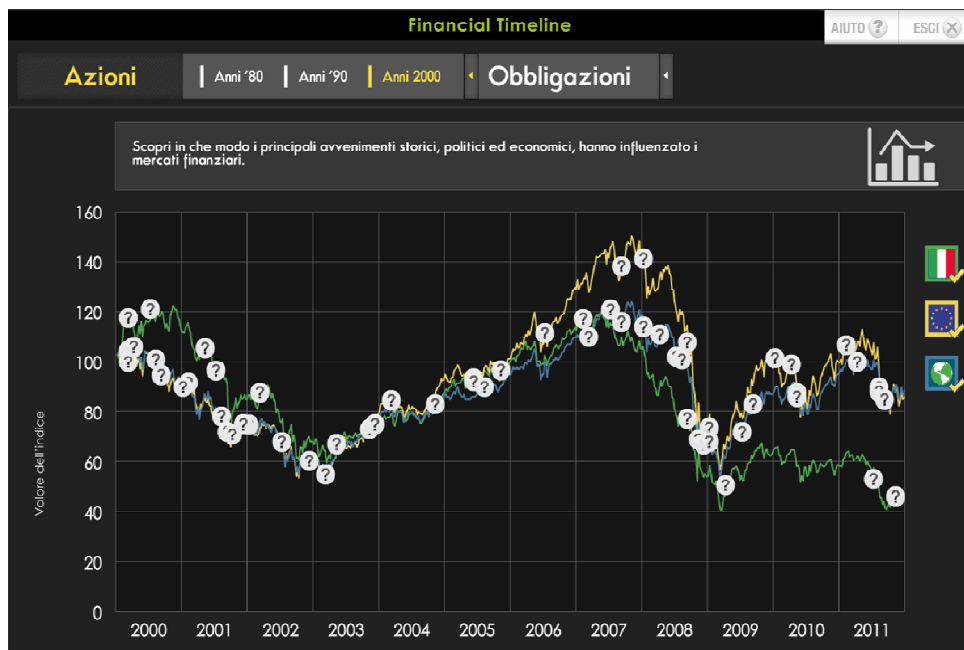 Financial Timeline
AIUTO ?
ESCI X
Azioni
Anni '80
Anni '90
Anni 2000
Obbligazioni
Scopri in che modo i principali avvenimenti storici, politici ed economici, hanno influenzato i
mercati finanziari.
160
140
120
100
80
60
40
20
0
Valore dell'indice
2000 2001 2002 2003 2004 2005 2006 2007 2008 2009 2010 2011